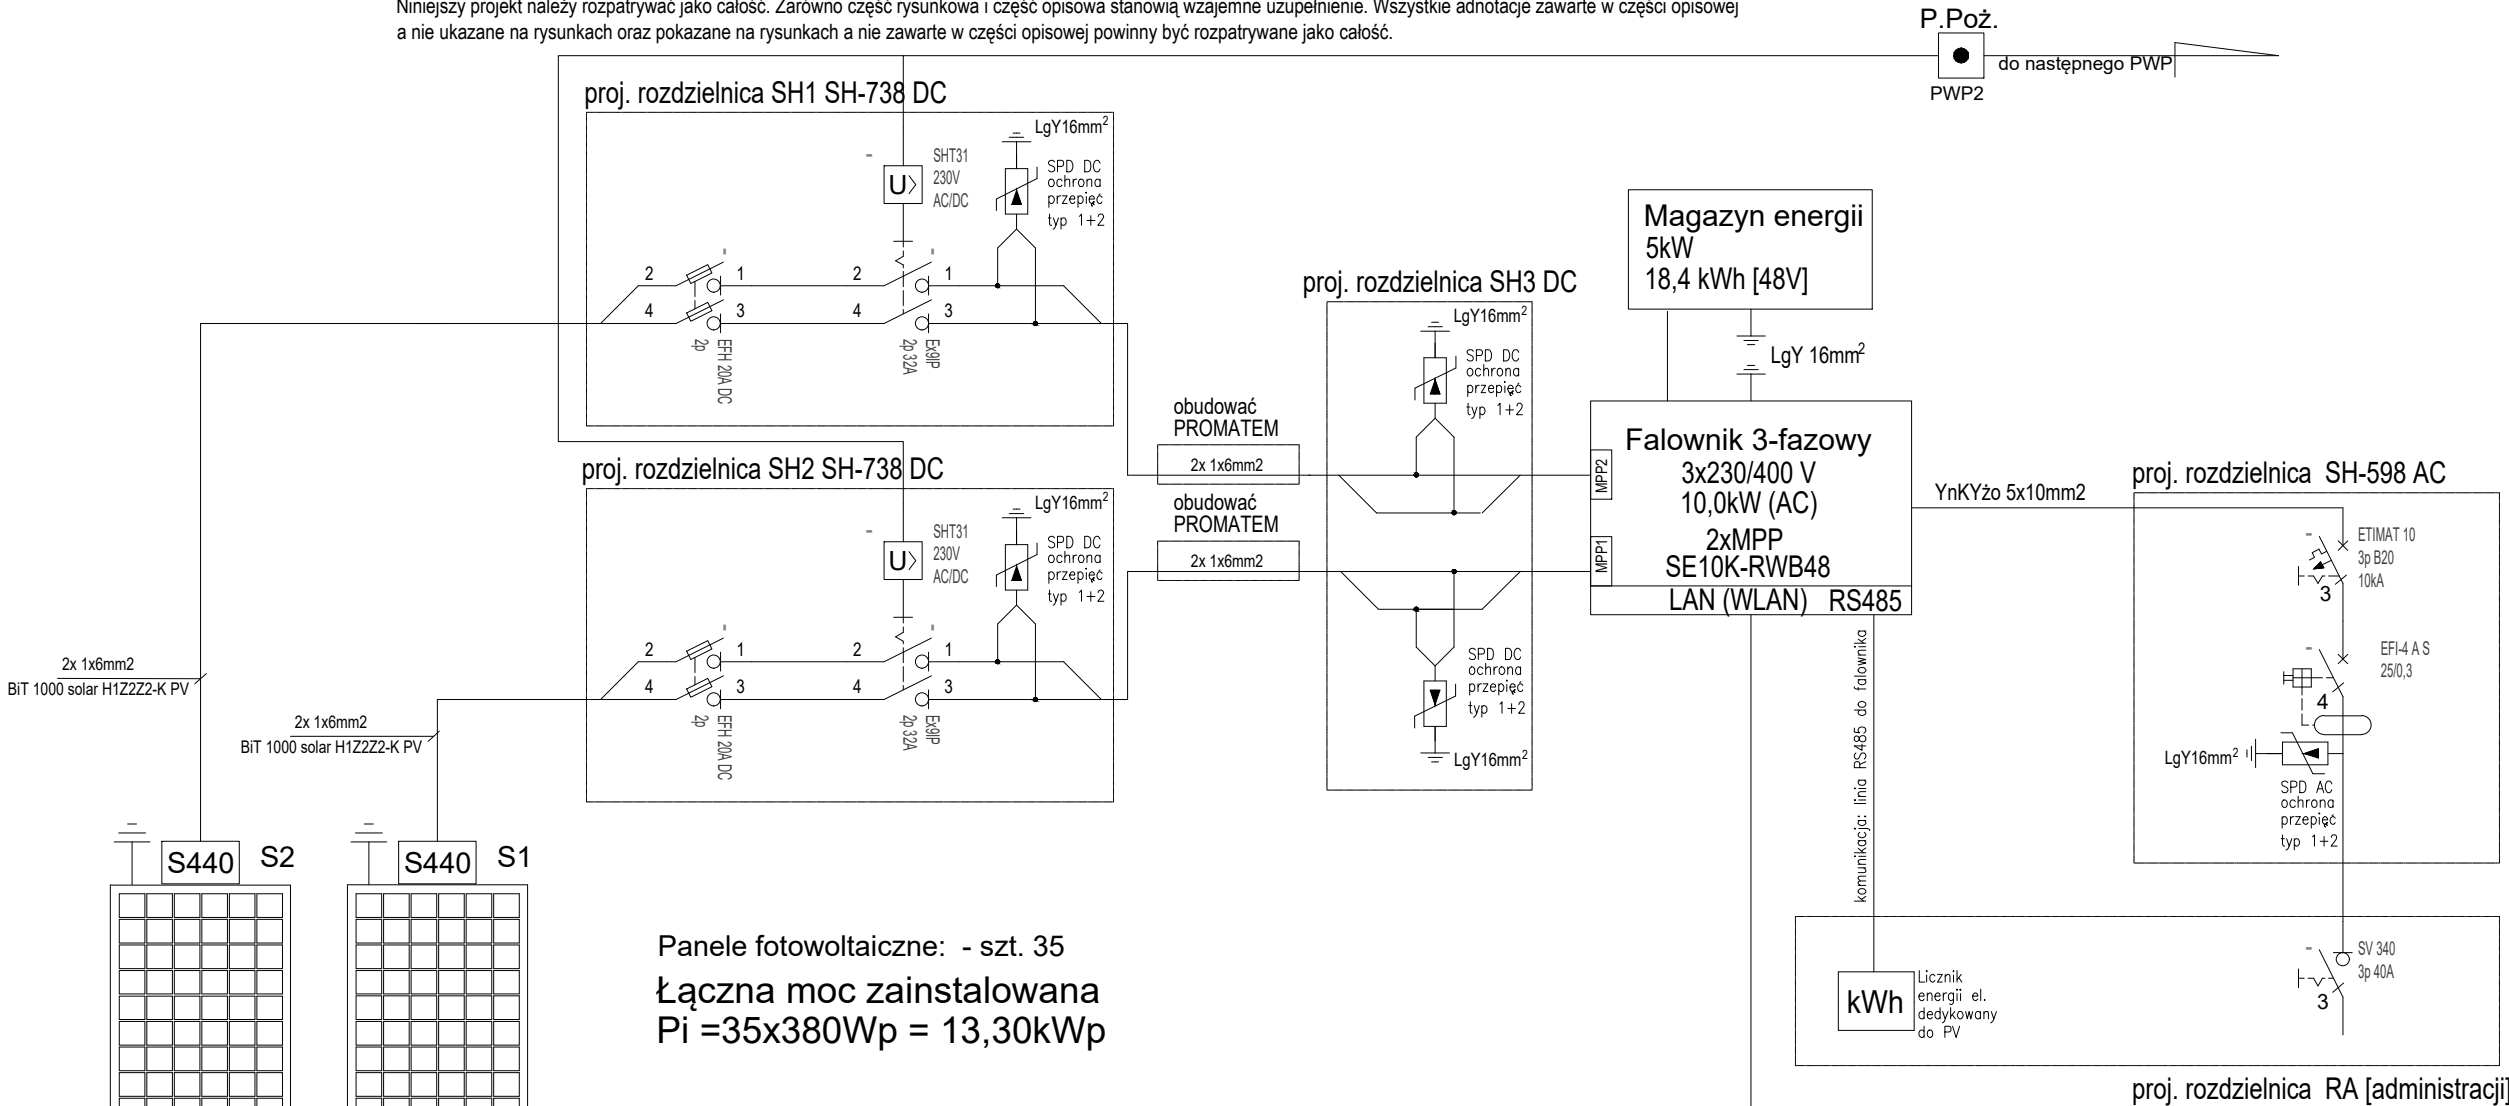 Niniejszy projekt należy rozpatrywać jako całość. Zarówno część rysunkowa i część opisowa stanowią wzajemne uzupełnienie. Wszystkie adnotacje zawarte w części opisowej
a nie ukazane na rysunkach oraz pokazane na rysunkach a nie zawarte w części opisowej powinny być rozpatrywane jako całość.
P.Poż.
do następnego PWP
PWP2
proj. rozdzielnica SH1 SH-738 DC
LgY16mm²
SHT31
230V
AC/DC
U>
SPD DC
ochrona
przepięć
typ 1+2
-
-
-
2
1
2
1
4
3
4
3
EFH 20A DC
2p
Ex9IP
2p 32A
proj. rozdzielnica SH2 SH-738 DC
LgY16mm²
SHT31
230V
AC/DC
U>
SPD DC
ochrona
przepięć
typ 1+2
-
-
-
2
1
2
1
4
3
4
3
EFH 20A DC
2p
Ex9IP
2p 32A
obudować
PROMATEM
2x 1x6mm2
obudować
PROMATEM
2x 1x6mm2
proj. rozdzielnica SH3 DC
LgY16mm²
SPD DC
ochrona
przepięć
typ 1+2
SPD DC
ochrona
przepięć
typ 1+2
LgY16mm²
Magazyn energii
5kW
18,4 kWh [48V]
LgY 16mm²
MPP2
MPP1
Falownik 3-fazowy
3x230/400 V
10,0kW (AC)
2xMPP
SE10K-RWB48
LAN (WLAN) RS485
YnKYżo 5x10mm2
komunikacja: linia RS485 do falownika
proj. rozdzielnica SH-598 AC
-
ETIMAT 10
3p B20
10kA
3
-
EFI-4 A S
25/0,3
4
LgY16mm²
SPD AC
ochrona
przepięć
typ 1+2
-
SV 340
3p 40A
3
kWh
Licznik
energii el.
dedykowany
do PV
proj. rozdzielnica RA [administracji]
2x 1x6mm2
BiT 1000 solar H1Z2Z2-K PV
2x 1x6mm2
BiT 1000 solar H1Z2Z2-K PV
S440
S2
S440
S1
Panele fotowoltaiczne: - szt. 35
Łączna moc zainstalowana
Pi =35x380Wp = 13,30kWp